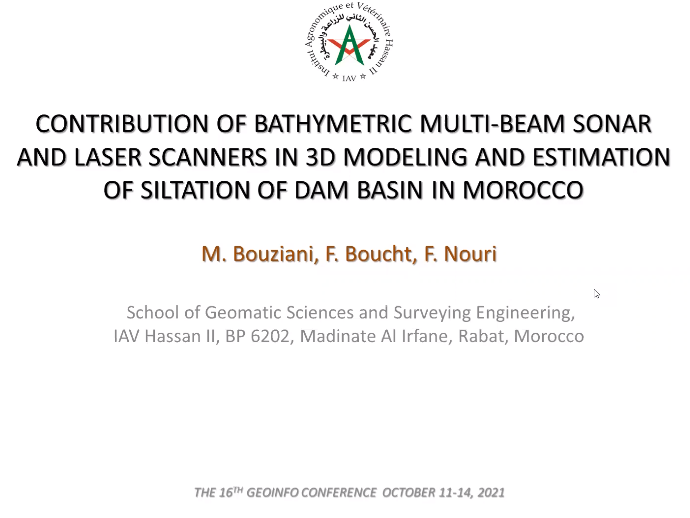 Institut Agronomique et Vétérinaire Hassan II
معهد الحسن الثاني للزراعة والبيطرة
IAV
CONTRIBUTION OF BATHYMETRIC MULTI-BEAM SONAR
AND LASER SCANNERS IN 3D MODELING AND ESTIMATION
OF SILTATION OF DAM BASIN IN MOROCCO
M. Bouziani, F. Boucht, F. Nouri
School of Geomatic Sciences and Surveying Engineering,
IAV Hassan II, BP 6202, Madinate Al Irfane, Rabat, Morocco
THE 16TH GEOINFO CONFERENCE OCTOBER 11-14, 2021